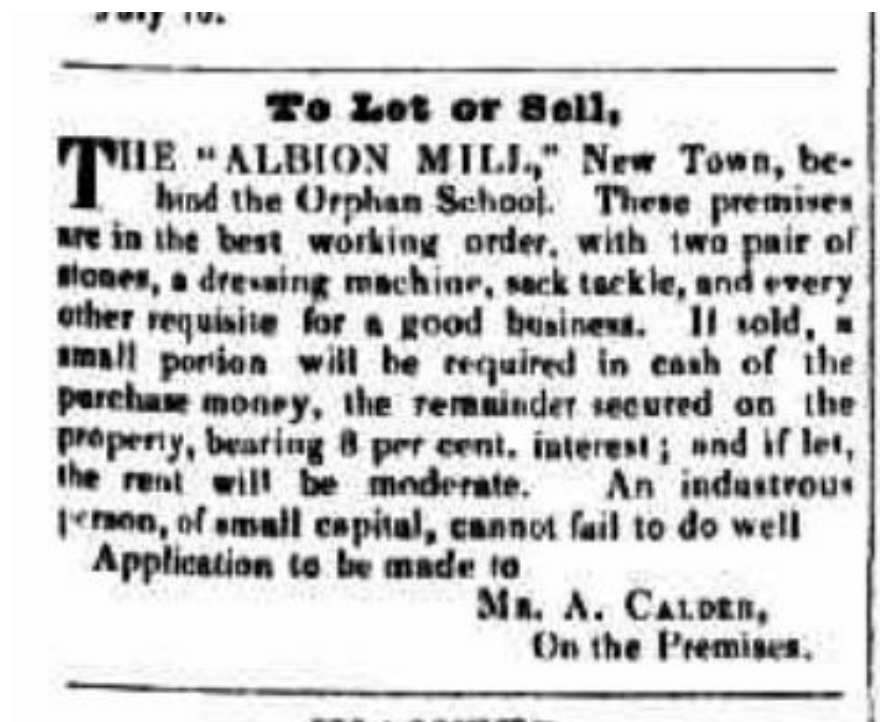 July 10.
To Let or Sell,
THE "ALBION MILL," New Town, be-
hind the Orphan School. These premises
are in the best working order, with two pair of
stones, a dressing machine, sack tackle, and every
other requisite for a good business. If sold, a
small portion will be required in cash of the
purchase money, the remainder secured on the
property, bearing 8 per cent. interest; and if let,
the rent will be moderate. An industrous
person, of small capital, cannot fail to do well
Application to be made to
MR. A. CALDER,
On the Premises.